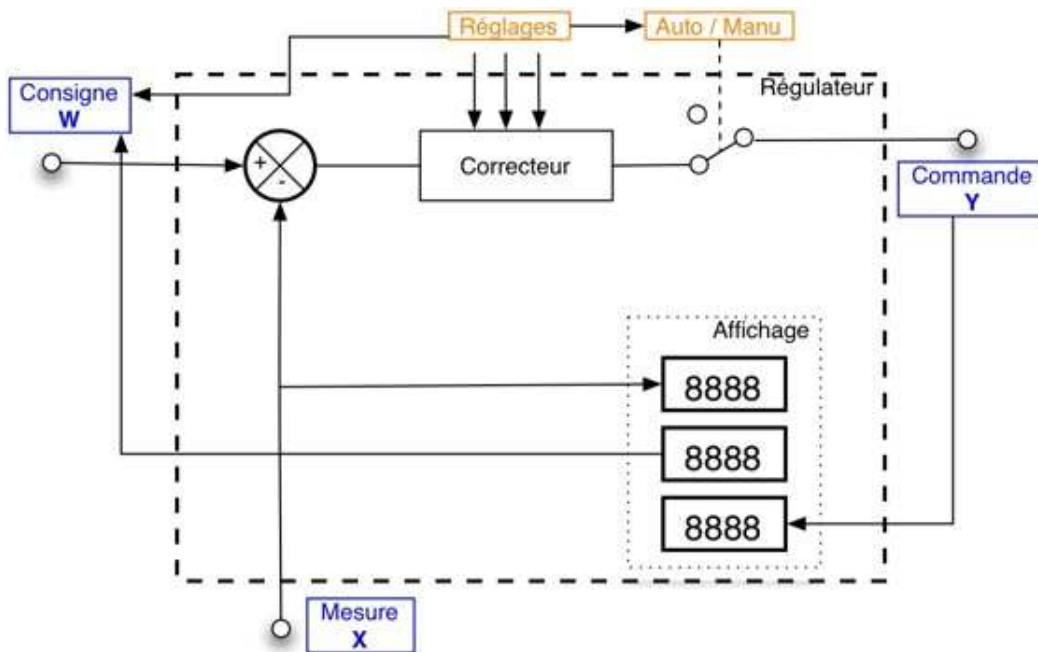 Réglages
Auto / Manu
Régulateur
Consigne
W
+
-
Correcteur
Commande
Y
Affichage
8888
8888
8888
Mesure
X